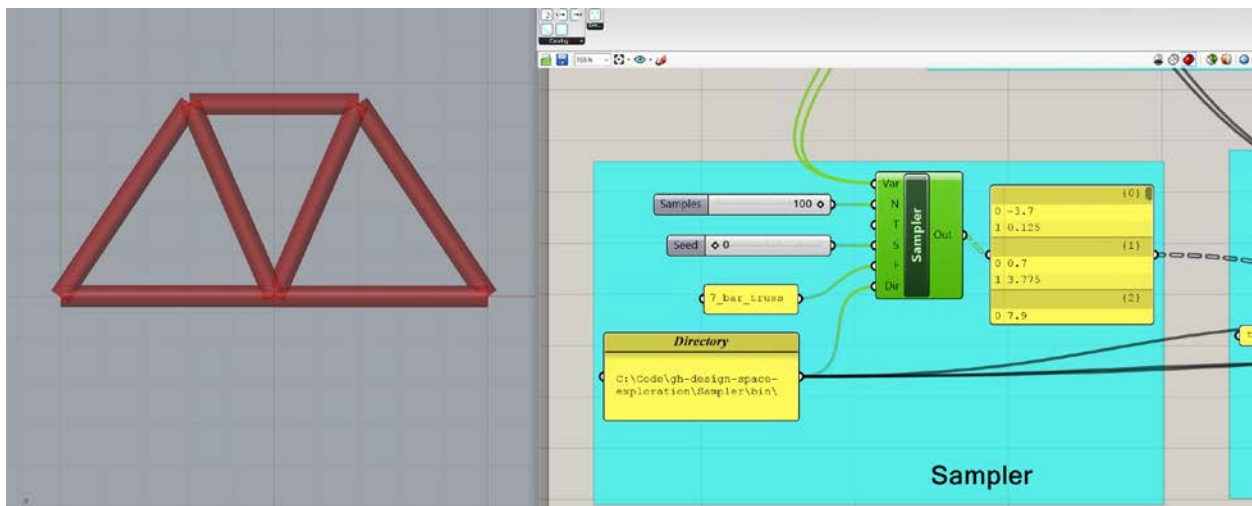 Catalog
Var
N
T
S
F
Dir
Sampler
Out
Samples
100
Seed
0
7_bar_truss
Directory
C:\Code\gh-design-space-
exploration\Sampler\bin\
{0}
0 -3.7
1 0.125
{1}
0 0.7
1 3.775
{2}
0 7.9
t
Sampler